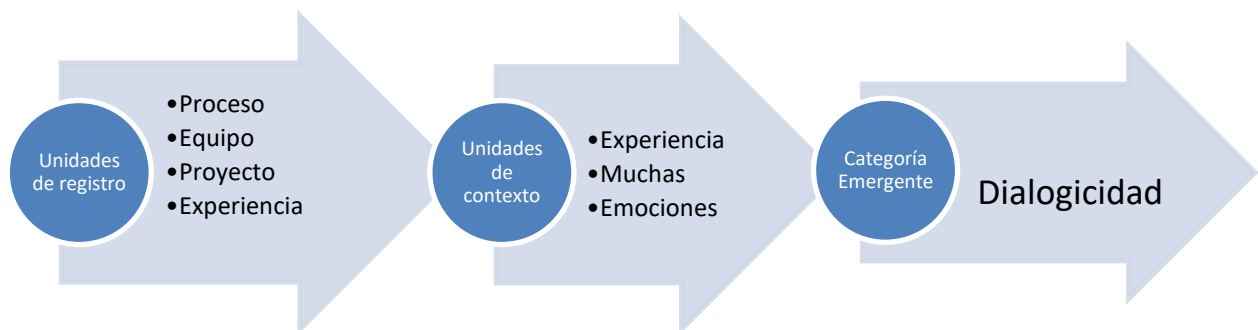 Unidades
de registro
•Proceso
•Equipo
•Proyecto
•Experiencia
Unidades
de
contexto
•Experiencia
•Muchas
•Emociones
Categoría
Emergente
Dialogicidad